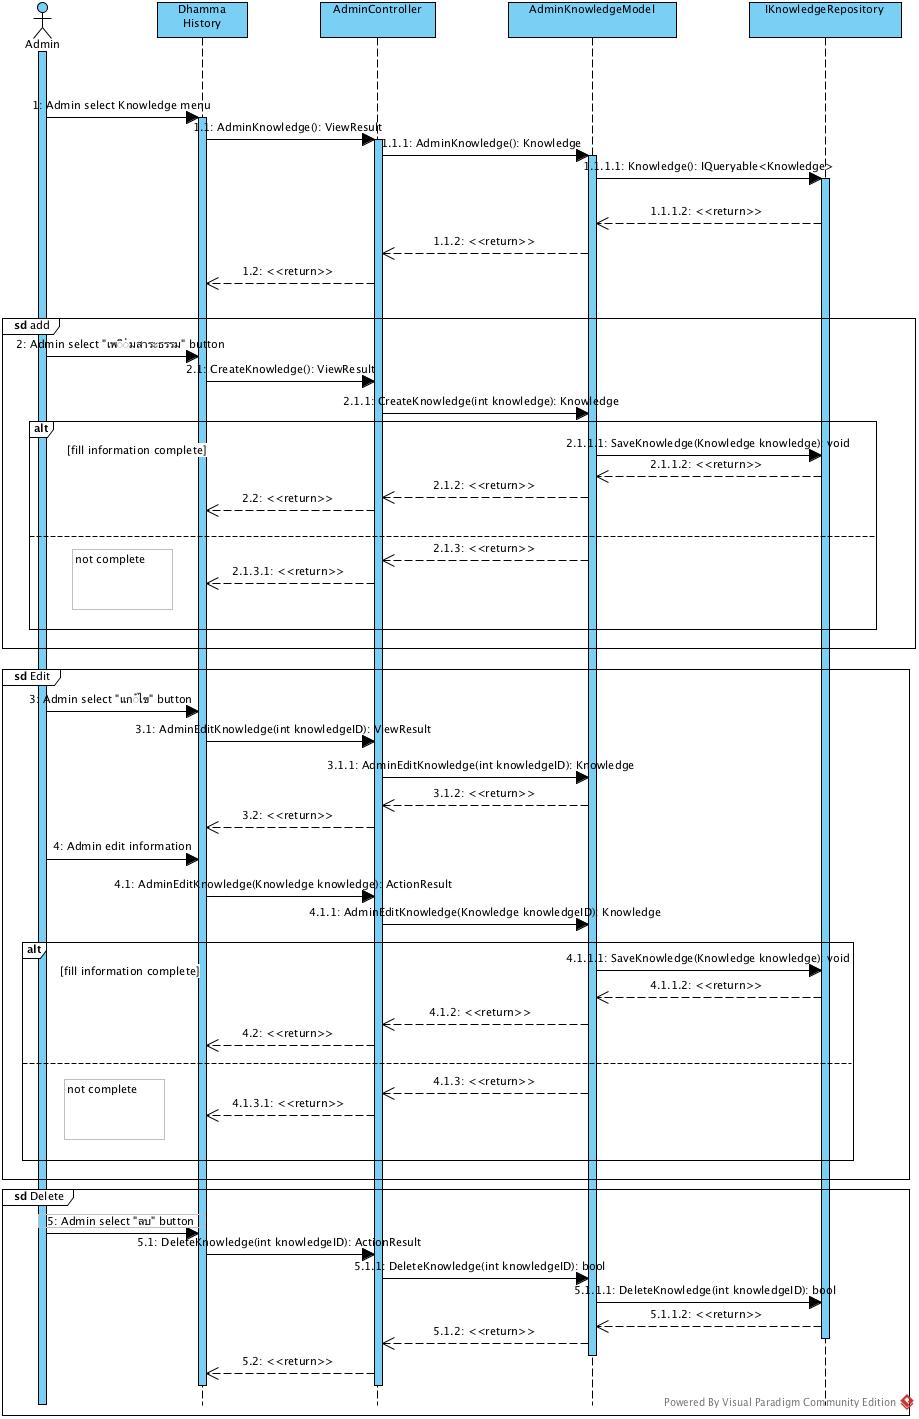 Dhamma
History
AdminController
AdminKnowledgeModel
IKnowledgeRepository
Admin
1: Admin select Knowledge menu
1.1: AdminKnowledge(): ViewResult
1.1.1: AdminKnowledge(): Knowledge
1.1.1.1: Knowledge(): IQueryable<Knowledge>
1.1.1.2: <<return>>
1.1.2: <<return>>
1.2: <<return>>
sd add
2: Admin select "เพิ่มสาระธรรม" button
2.1: CreateKnowledge(): ViewResult
2.1.1: CreateKnowledge(int knowledge): Knowledge
alt
[fill information complete]
2.1.1.1: SaveKnowledge(Knowledge knowledge): void
2.1.1.2: <<return>>
2.1.2: <<return>>
2.2: <<return>>
2.1.3: <<return>>
not complete
2.1.3.1: <<return>>
sd Edit
3: Admin select "แก้ไข" button
3.1: AdminEditKnowledge(int knowledgeID): ViewResult
3.1.1: AdminEditKnowledge(int knowledgeID): Knowledge
3.1.2: <<return>>
3.2: <<return>>
4: Admin edit information
4.1: AdminEditKnowledge(Knowledge knowledge): ActionResult
4.1.1: AdminEditKnowledge(Knowledge knowledgeID): Knowledge
alt
[fill information complete]
4.1.1.1: SaveKnowledge(Knowledge knowledge): void
4.1.1.2: <<return>>
4.1.2: <<return>>
4.2: <<return>>
4.1.3: <<return>>
not complete
4.1.3.1: <<return>>
sd Delete
5: Admin select "ลบ" button
5.1: DeleteKnowledge(int knowledgeID): ActionResult
5.1.1: DeleteKnowledge(int knowledgeID): bool
5.1.1.1: DeleteKnowledge(int knowledgeID): bool
5.1.1.2: <<return>>
5.1.2: <<return>>
5.2: <<return>>
Powered By Visual Paradigm Community Edition